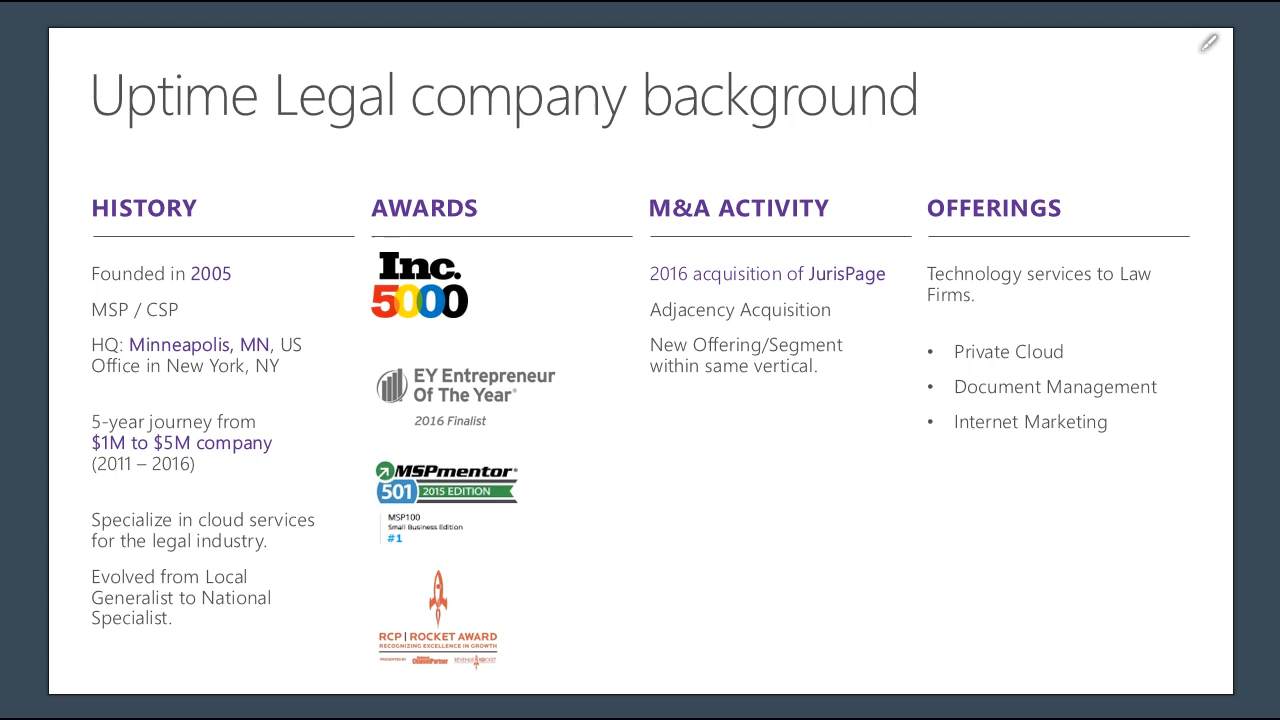 Uptime Legal company background
HISTORY
Founded in 2005
MSP / CSP
HQ: Minneapolis, MN, US
Office in New York, NY
5-year journey from
$1M to $5M company
(2011 – 2016)
Specialize in cloud services
for the legal industry.
Evolved from Local
Generalist to National
Specialist.
AWARDS
Inc.
5000
EY Entrepreneur
Of The Year®
2016 Finalist
MSPmentor®
501 2015 EDITION
MSP100
Small Business Edition
#1
RCP | ROCKET AWARD
RECOGNIZING EXCELLENCE IN GROWTH
PRESENTED BY ChannelPartner REVENUE ROCKET
M&A ACTIVITY
2016 acquisition of JurisPage
Adjacency Acquisition
New Offering/Segment
within same vertical.
OFFERINGS
Technology services to Law
Firms.
• Private Cloud
• Document Management
• Internet Marketing